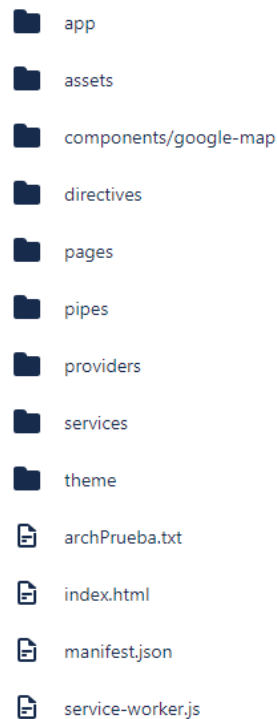 app
assets
components/google-map
directives
pages
pipes
providers
services
theme
archPrueba.txt
index.html
manifest.json
service-worker.js